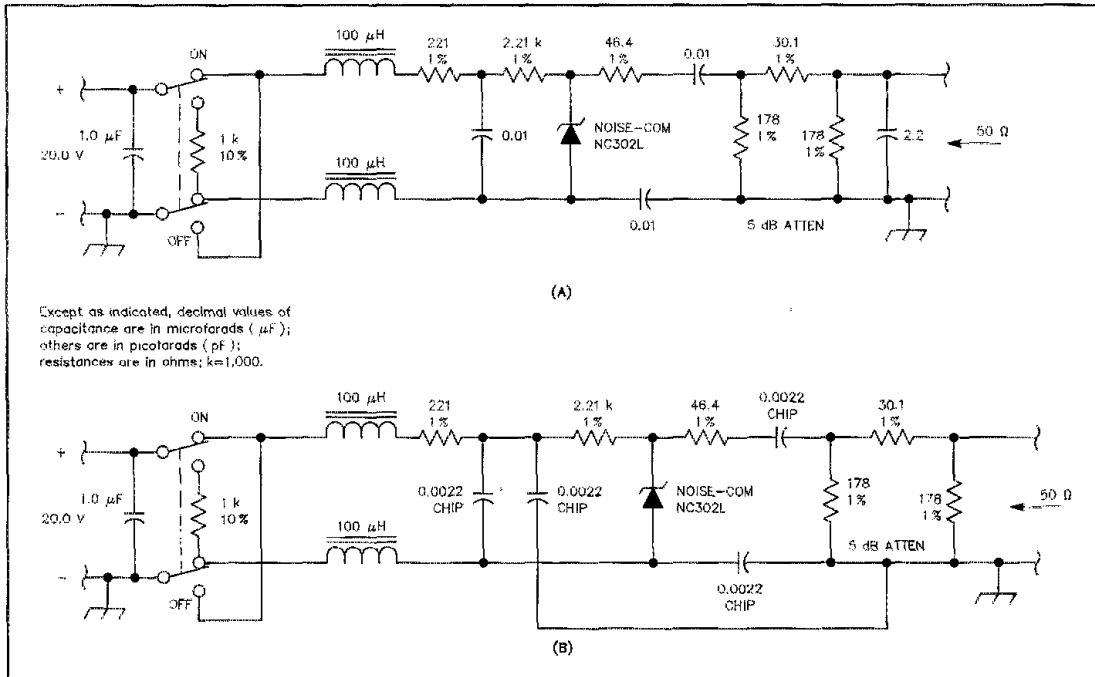 100 µH
221
1%
2.21 k
1%
46.4
1%
0.01
30.1
1%
ON
+
1.0 µF
20.0 V
1 k
10%
0.01
NOISE-COM
NC302L
178
1%
178
1%
2.2
50 Ω
100 µH
-
OFF
0.01
5 dB ATTEN
(A)
Except as indicated, decimal values of
capacitance are in microfarads ( µF );
others are in picofarads ( pF );
resistances are in ohms; k=1,000.
100 µH
221
1%
2.21 k
1%
46.4
1%
0.0022
CHIP
30.1
1%
ON
+
1.0 µF
20.0 V
1 k
10%
0.0022
CHIP
0.0022
CHIP
NOISE-COM
NC302L
178
1%
178
1%
50 Ω
100 µH
5 dB ATTEN
-
OFF
0.0022
CHIP
(B)